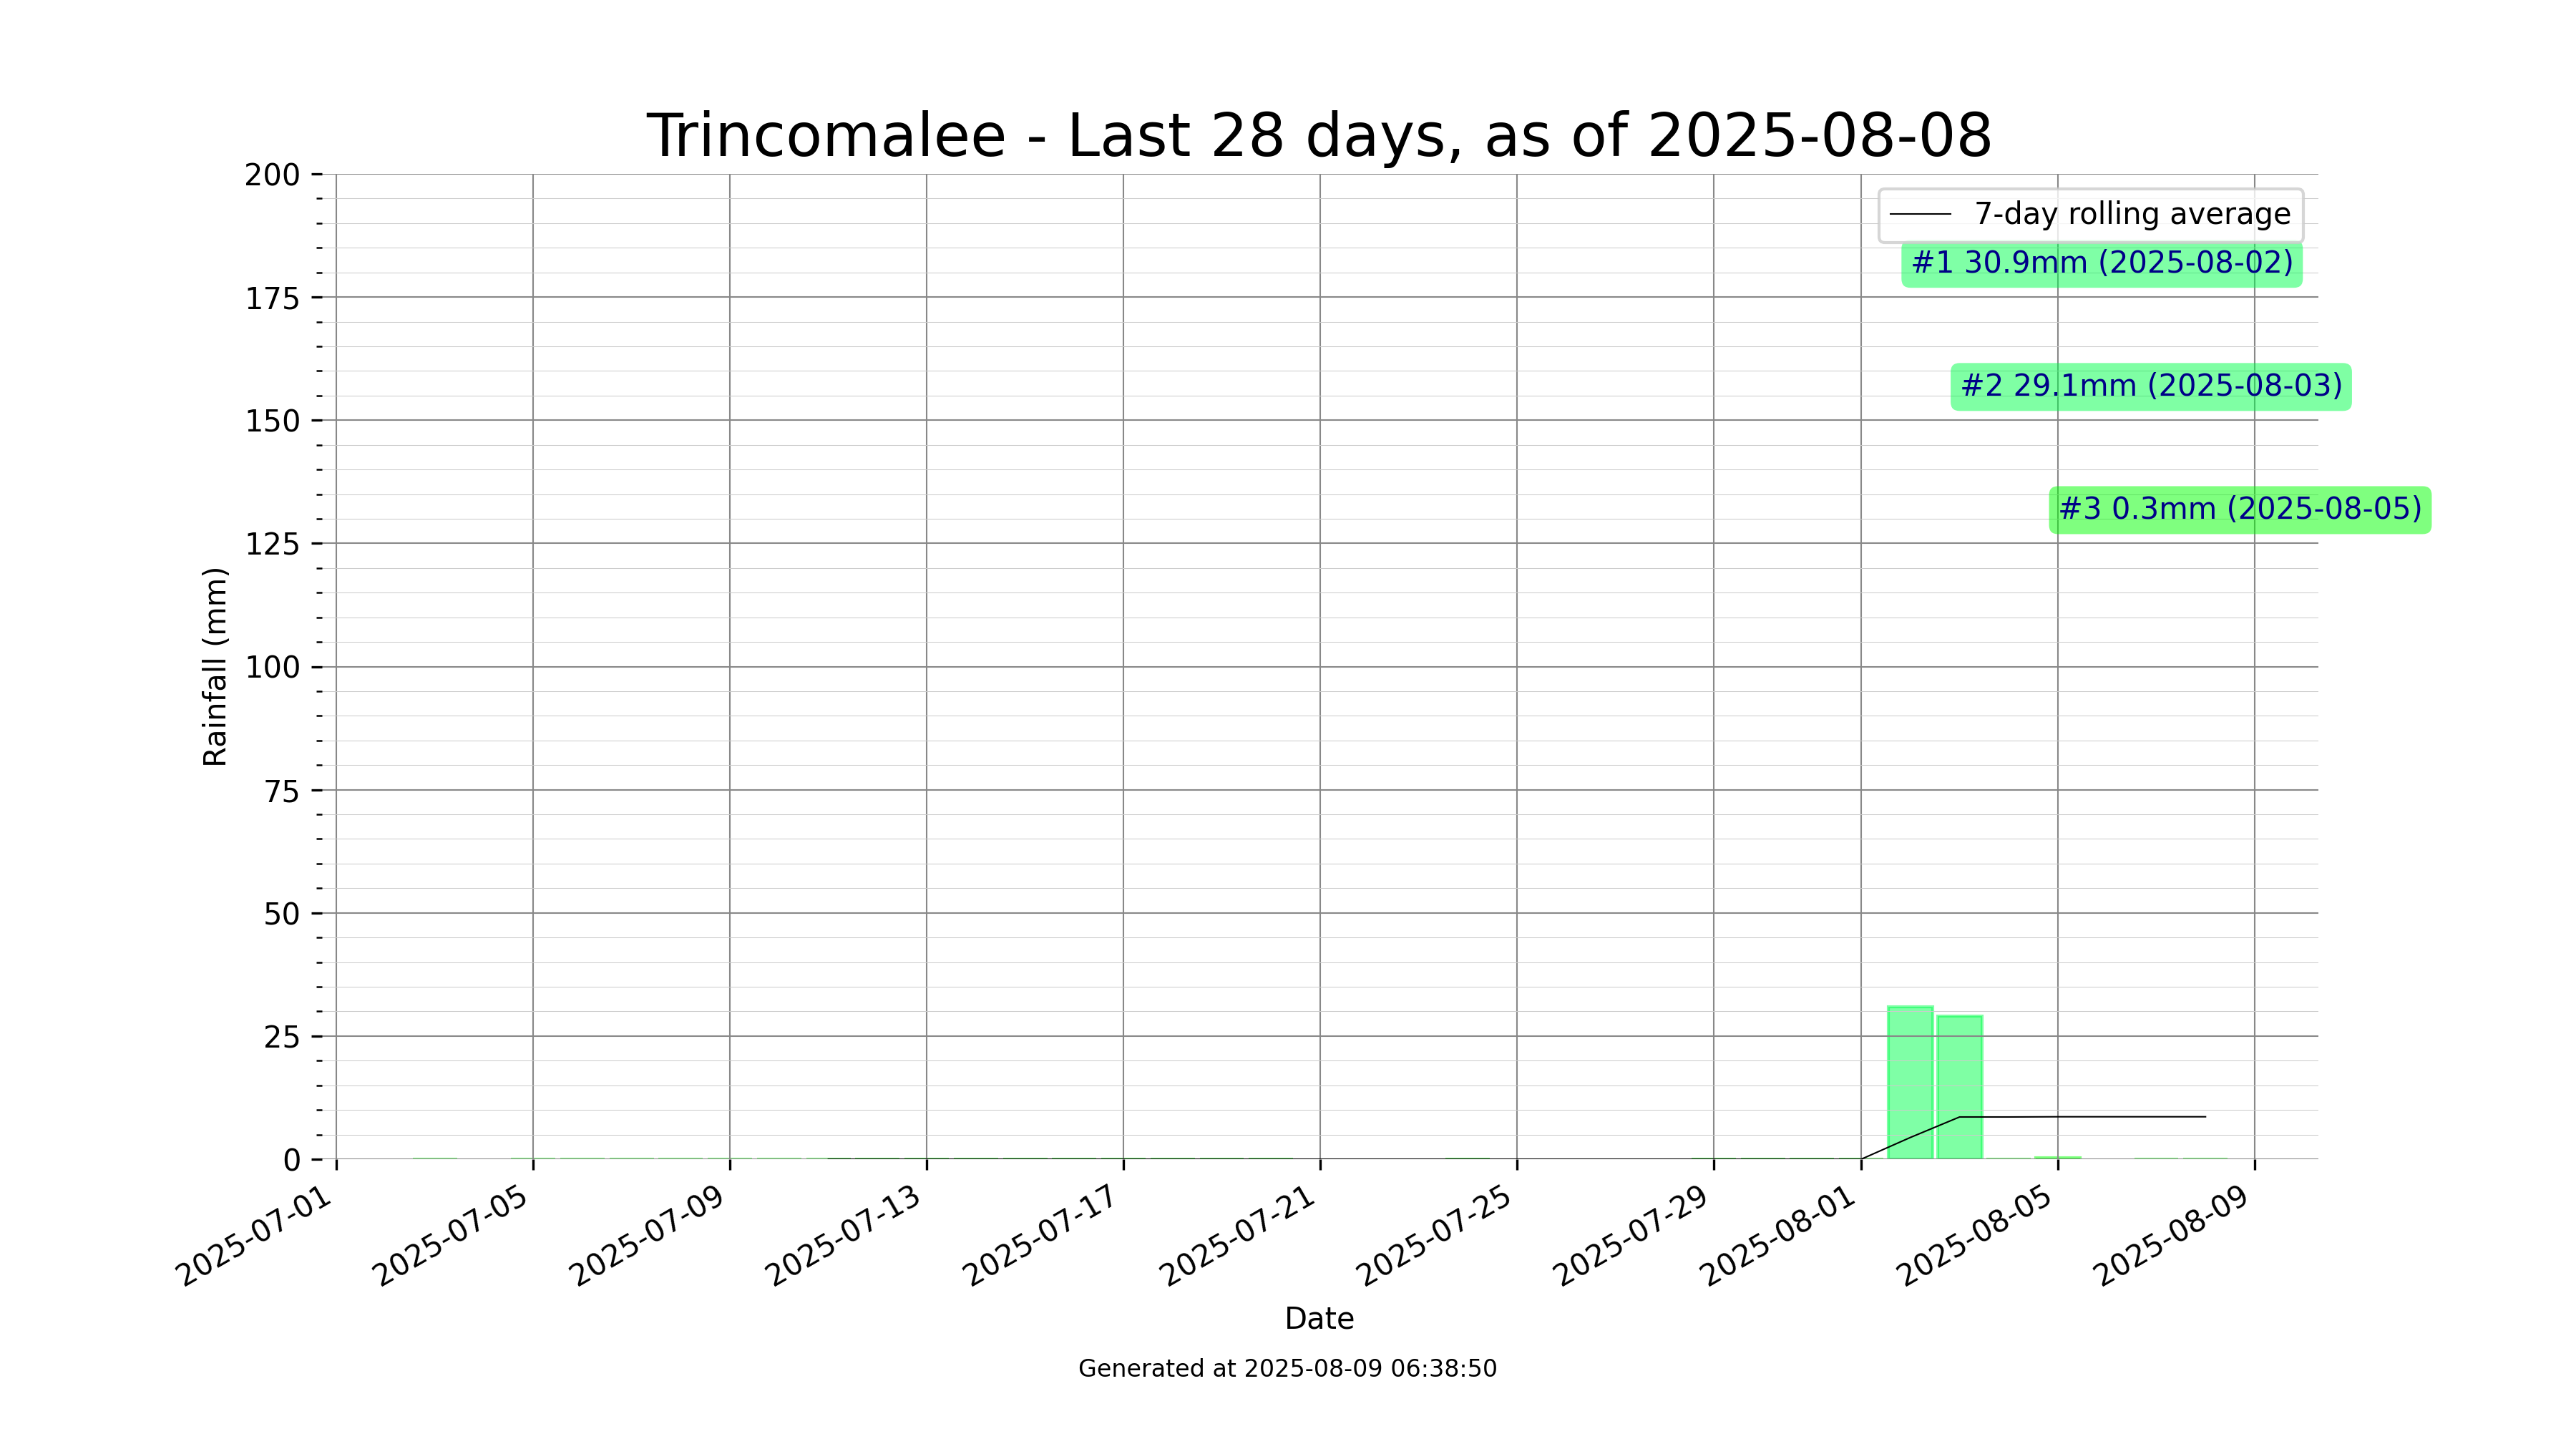 Trincomalee - Last 28 days, as of 2025-08-08
200
175
150
125
100
75
50
25
0
Rainfall (mm)
7-day rolling average
#1 30.9mm (2025-08-02)
#2 29.1mm (2025-08-03)
#3 0.3mm (2025-08-05)
2025-07-01
2025-07-05
2025-07-09
2025-07-13
2025-07-17
2025-07-21
2025-07-25
2025-07-29
2025-08-01
2025-08-05
2025-08-09
Date
Generated at 2025-08-09 06:38:50